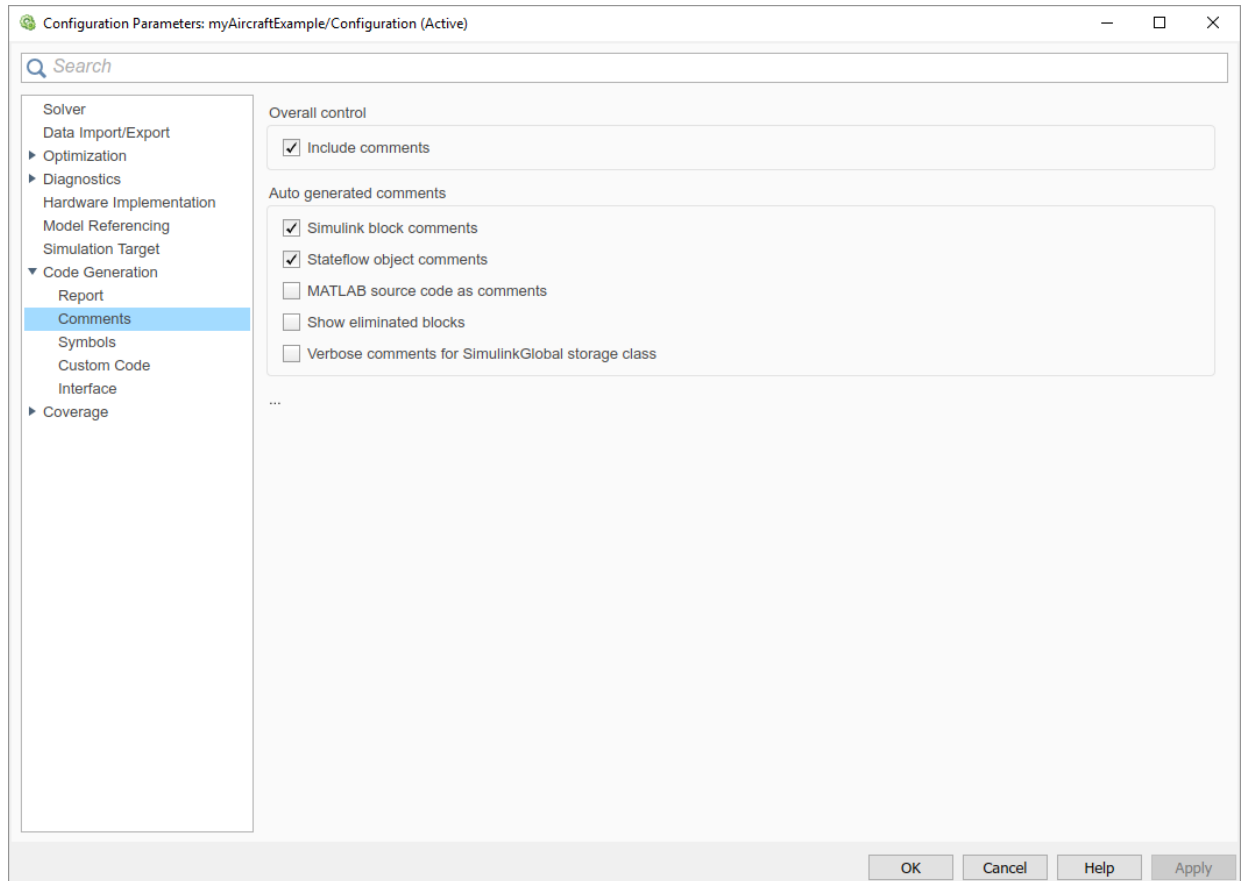 Configuration Parameters: myAircraftExample/Configuration (Active)
Search
Solver
Data Import/Export
Optimization
Diagnostics
Hardware Implementation
Model Referencing
Simulation Target
Code Generation
Report
Comments
Symbols
Custom Code
Interface
Coverage
Overall control
Include comments
Auto generated comments
Simulink block comments
Stateflow object comments
MATLAB source code as comments
Show eliminated blocks
Verbose comments for SimulinkGlobal storage class
...
OK Cancel Help Apply